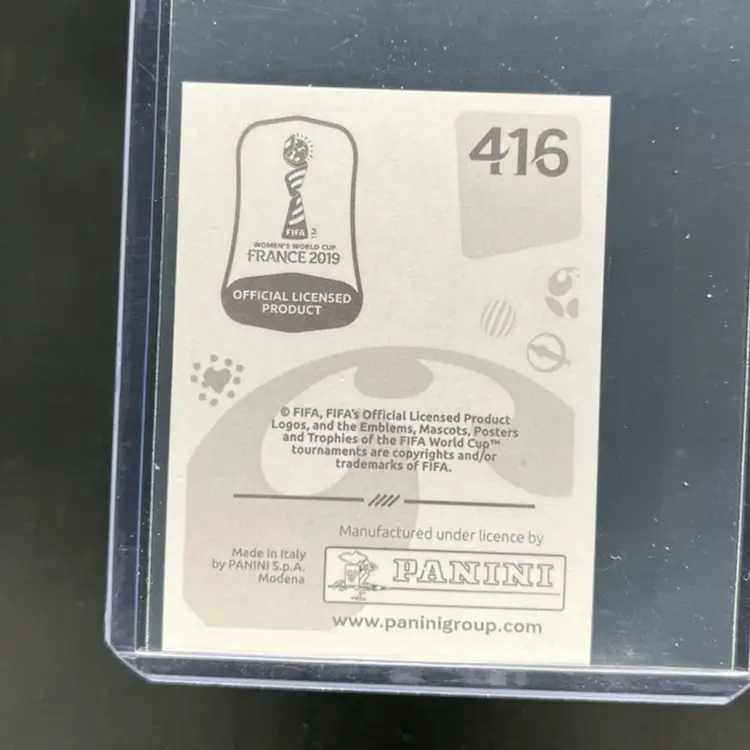 416
FIFA
TM
WOMEN'S WORLD CUP
FRANCE 2019
OFFICIAL LICENSED
PRODUCT
© FIFA, FIFA's Official Licensed Product
Logos, and the Emblems, Mascots, Posters
and Trophies of the FIFA World Cup™
tournaments are copyrights and/or
trademarks of FIFA.
Manufactured under licence by
Made in Italy
by PANINI S.p.A.
Modena
PANINI
www.paninigroup.com